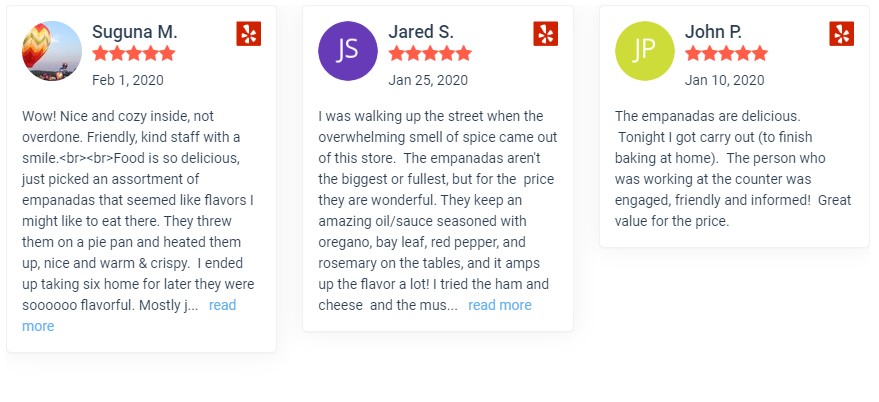 Suguna M.
Feb 1, 2020
Wow! Nice and cozy inside, not
overdone. Friendly, kind staff with a
smile.<br><br>Food is so delicious,
just picked an assortment of
empanadas that seemed like flavors I
might like to eat there. They threw
them on a pie pan and heated them
up, nice and warm & crispy.  I ended
up taking six home for later they were
soooooo flavorful. Mostly j...   read
more
JS
Jared S.
Jan 25, 2020
I was walking up the street when the
overwhelming smell of spice came out
of this store.  The empanadas aren't
the biggest or fullest, but for the  price
they are wonderful. They keep an
amazing oil/sauce seasoned with
oregano, bay leaf, red pepper, and
rosemary on the tables, and it amps
up the flavor a lot! I tried the ham and
cheese  and the mus...   read more
JP
John P.
Jan 10, 2020
The empanadas are delicious.
Tonight I got carry out (to finish
baking at home).  The person who
was working at the counter was
engaged, friendly and informed!  Great
value for the price.